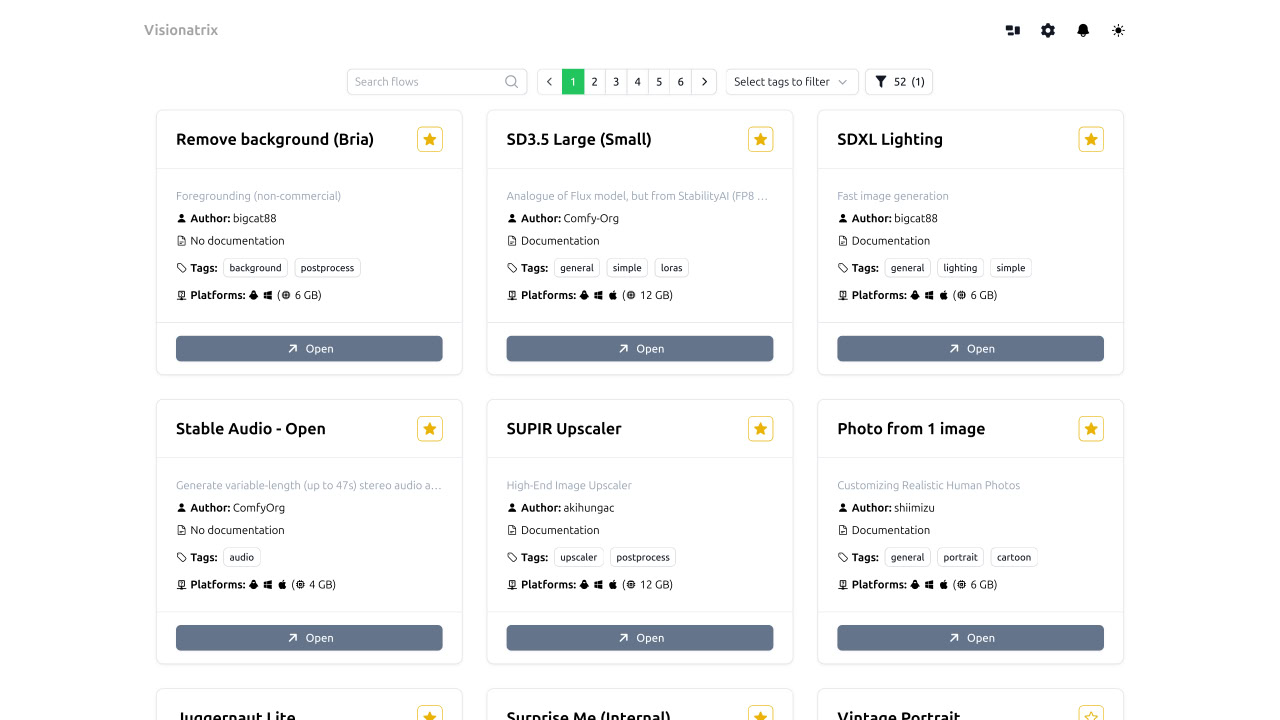 Visionatrix
Search flows
1 2 3 4 5 6
Select tags to filter
52 (1)
Remove background (Bria)
Foregrounding (non-commercial)
Author: bigcat88
No documentation
Tags: background postprocess
Platforms: ( 6 GB)
Open
SD3.5 Large (Small)
Analogue of Flux model, but from StabilityAI (FP8 ...
Author: Comfy-Org
Documentation
Tags: general simple loras
Platforms: ( 12 GB)
Open
SDXL Lighting
Fast image generation
Author: bigcat88
Documentation
Tags: general lighting simple
Platforms: ( 6 GB)
Open
Stable Audio - Open
Generate variable-length (up to 47s) stereo audio a...
Author: ComfyOrg
No documentation
Tags: audio
Platforms: ( 4 GB)
Open
SUPIR Upscaler
High-End Image Upscaler
Author: akihungac
Documentation
Tags: upscaler postprocess
Platforms: ( 12 GB)
Open
Photo from 1 image
Customizing Realistic Human Photos
Author: shiimizu
Documentation
Tags: general portrait cartoon
Platforms: ( 6 GB)
Open
Juggernaut Lite
Surprise Me (Internal)
Vintage Portrait